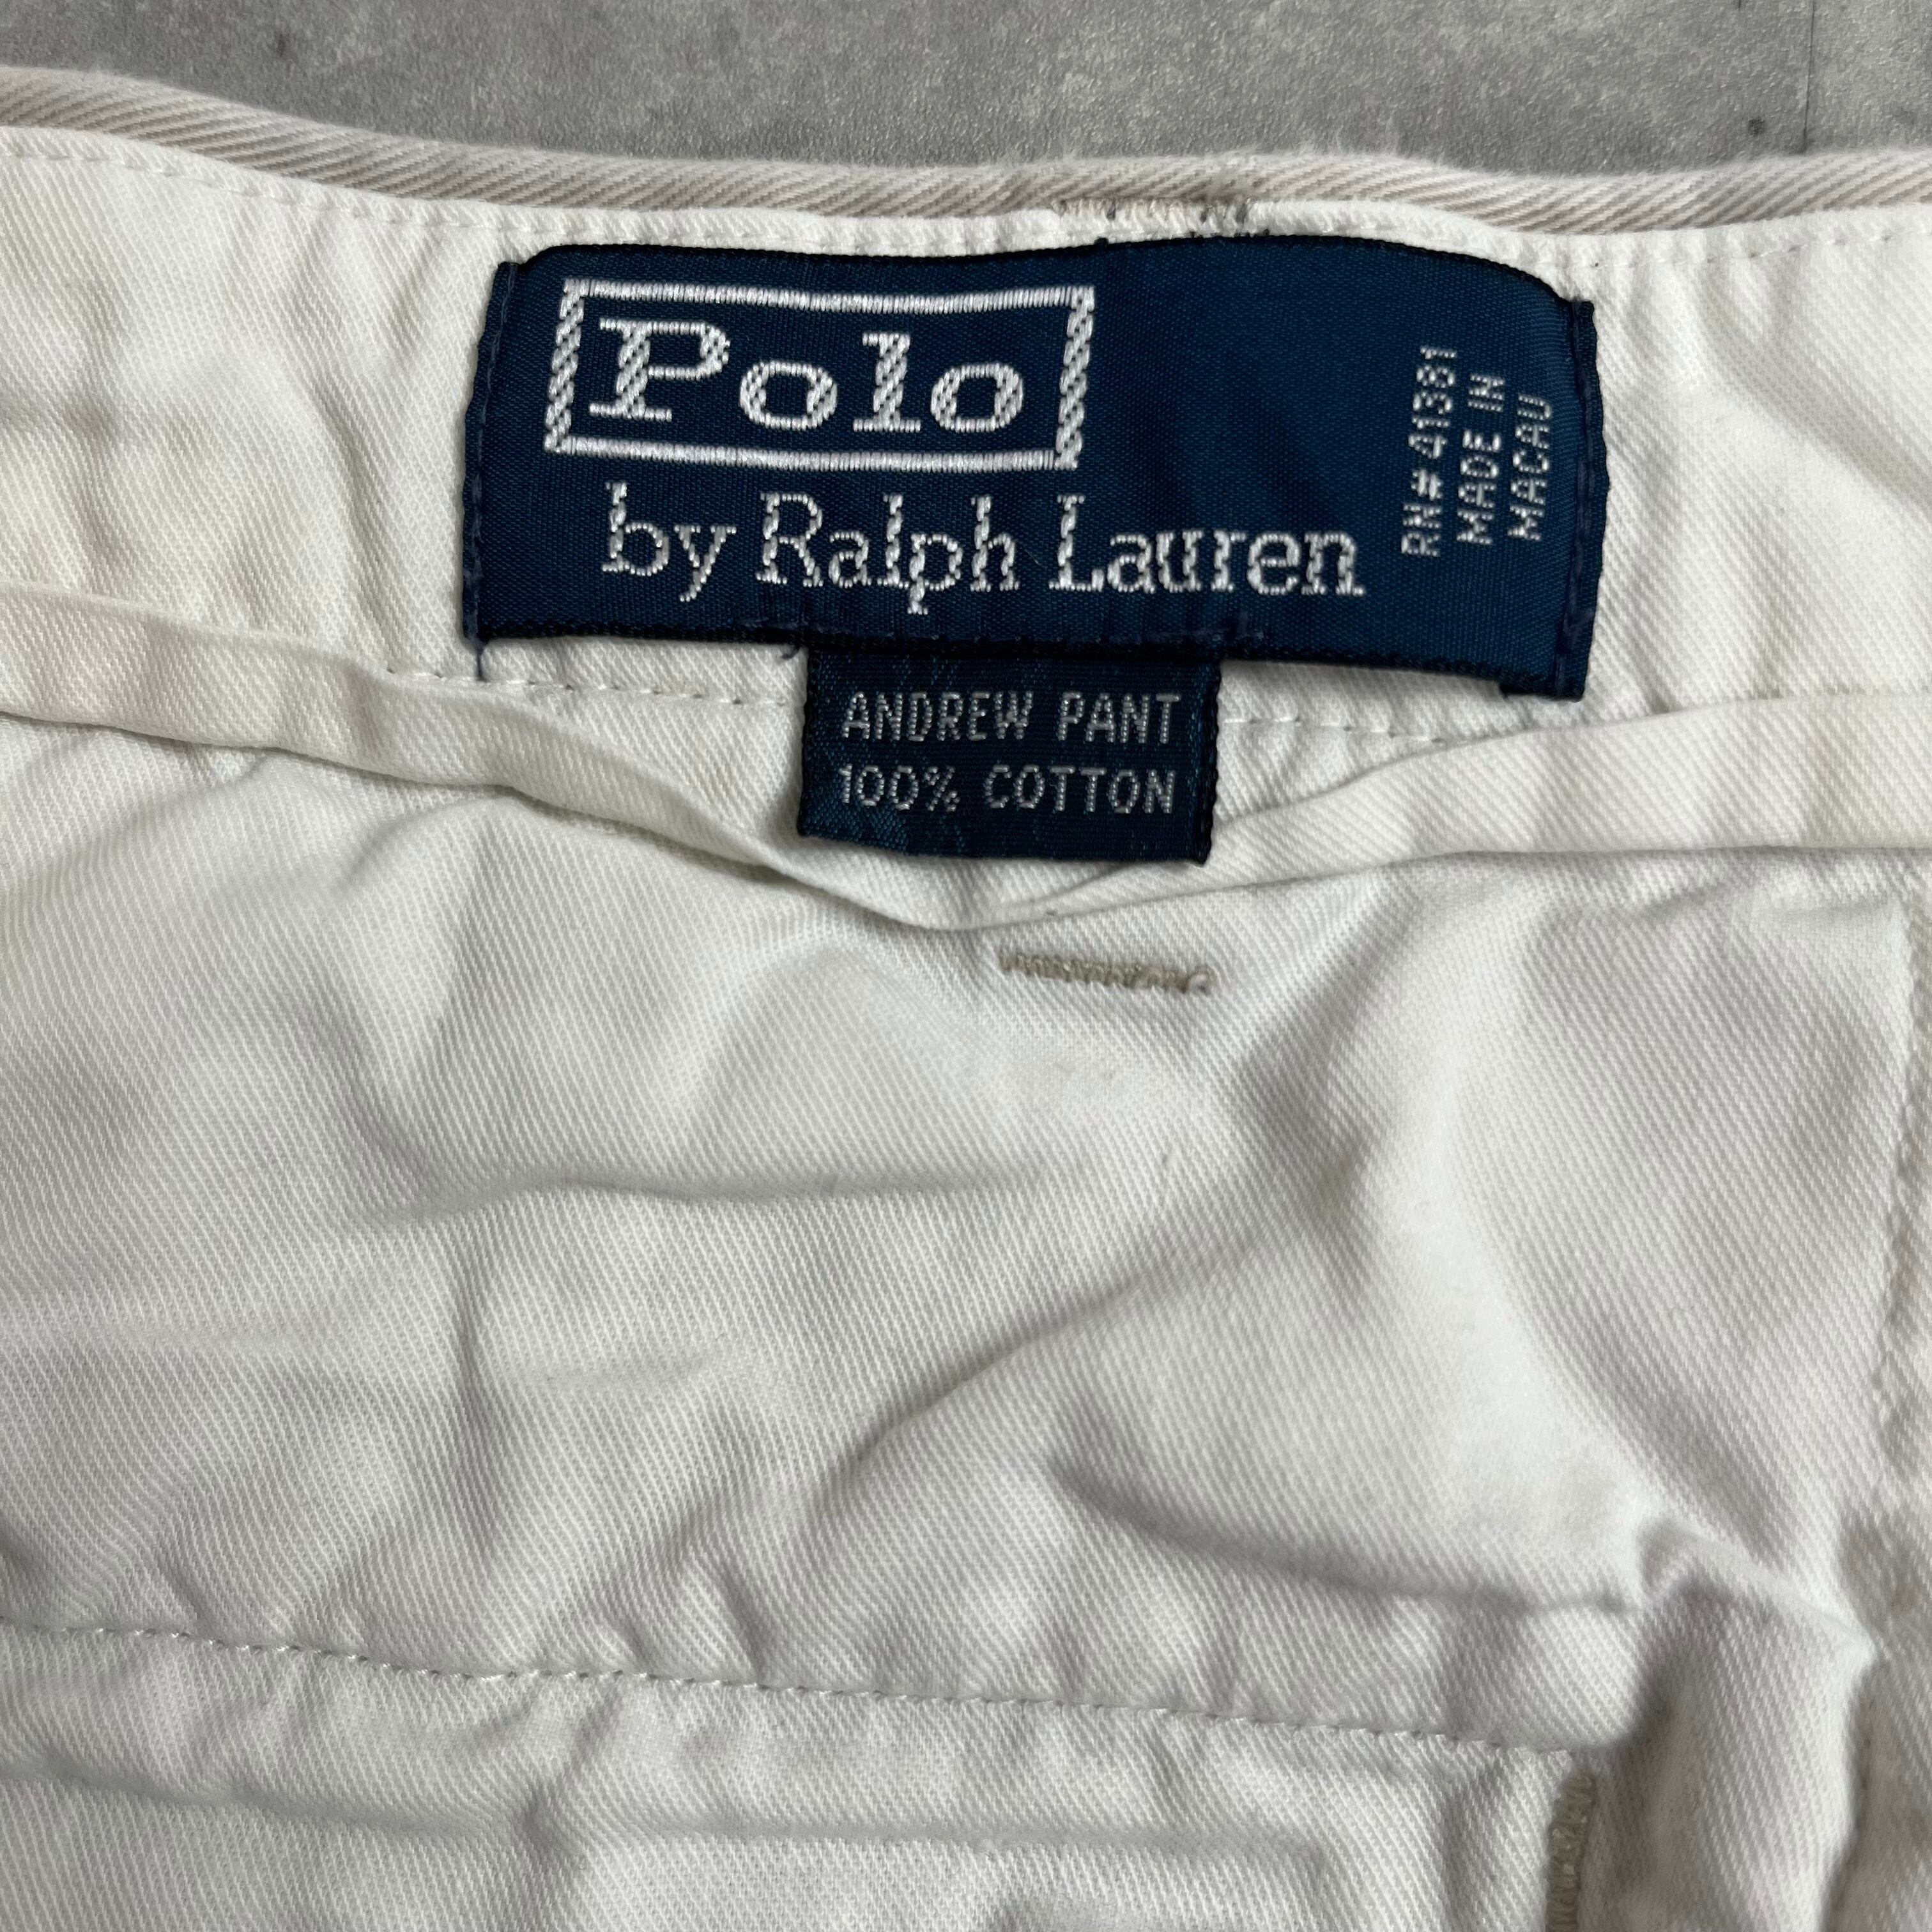 Polo
by Ralph Lauren
RN# 41381
MADE IN
MACAU
ANDREW PANT
100% COTTON